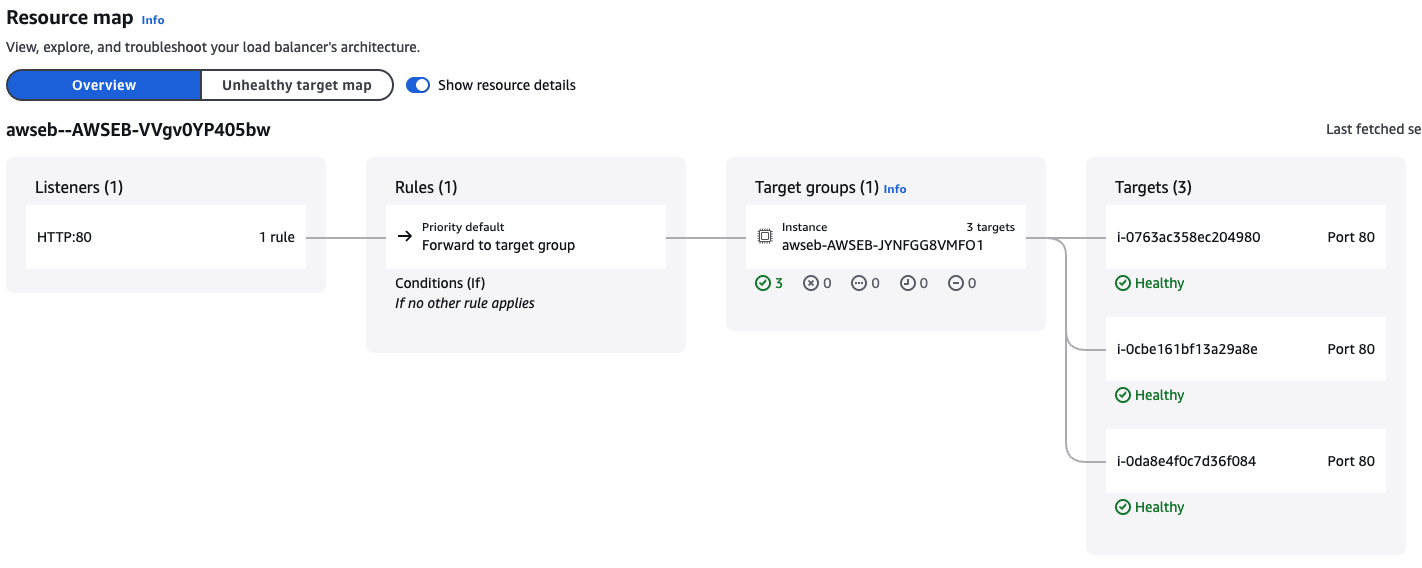 Resource map Info
View, explore, and troubleshoot your load balancer's architecture.
Overview
Unhealthy target map
Show resource details
awseb--AWSEB-VVgv0YP405bw
Last fetched se
Listeners (1)
HTTP:80 1 rule
Rules (1)
Priority default
Forward to target group
Conditions (If)
If no other rule applies
Target groups (1) Info
Instance 3 targets
awseb-AWSEB-JYNFGG8VMFO1
3 0 0 0 0
Targets (3)
i-0763ac358ec204980 Port 80
Healthy
i-0cbe161bf13a29a8e Port 80
Healthy
i-0da8e4f0c7d36f084 Port 80
Healthy